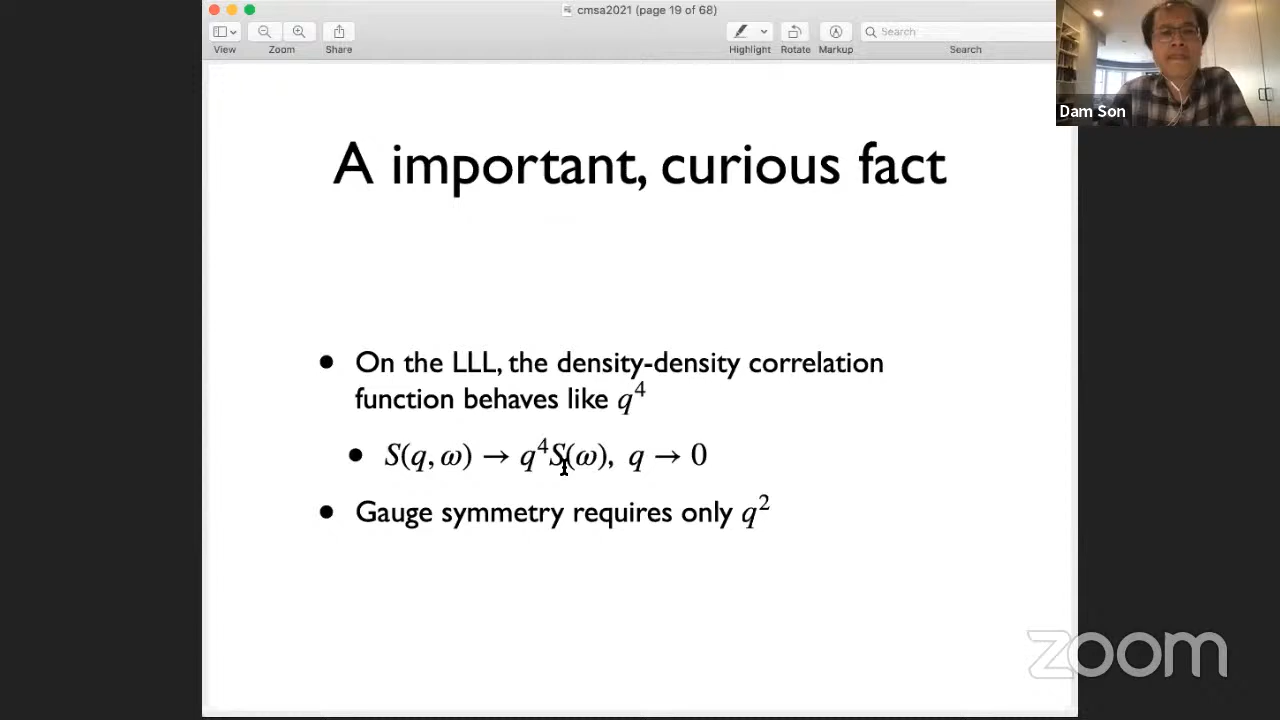 cmsa2021 (page 19 of 68)
View
Zoom
Share
Highlight
Rotate
Markup
Search
Search
Dam Son
A important, curious fact
• On the LLL, the density-density correlation
function behaves like q⁴
• S(q, ω) → q⁴S(ω), q → 0
• Gauge symmetry requires only q²
zoom